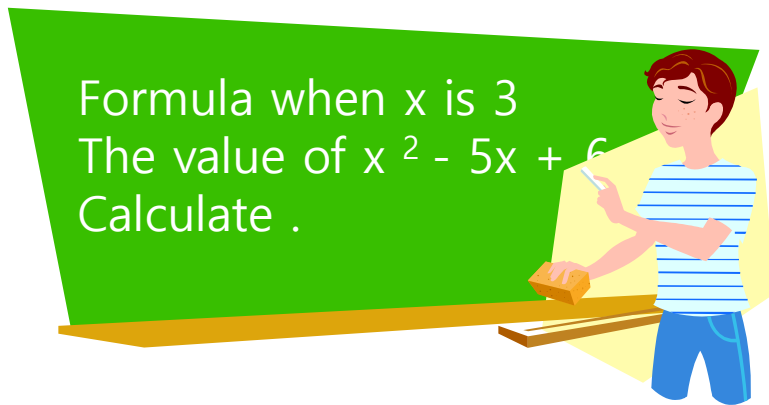 Formula when x is 3
The value of x ² - 5x + 6
Calculate .